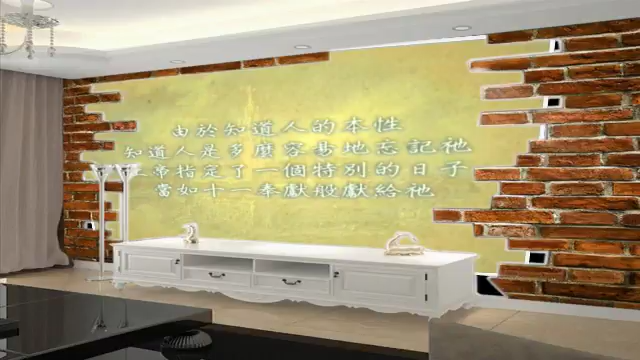 由於知道人的本性
知道人是多麼容易地忘記祂
上帝指定了一個特別的日子
當如十一奉獻般獻給祂